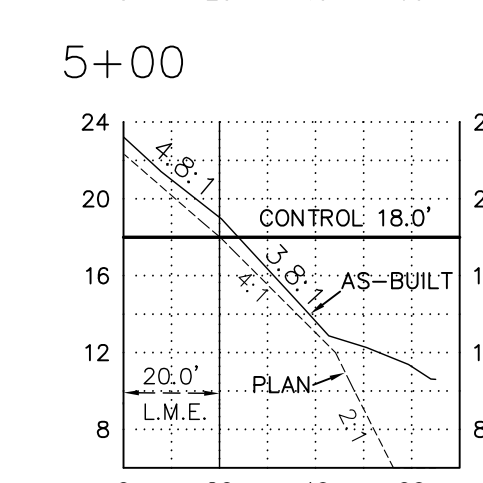 5+00
24
4.8:1
20
CONTROL 18.0'
3.8:1
16
4:1
AS-BUILT
12
20.0'
PLAN
L.M.E.
2:1
8